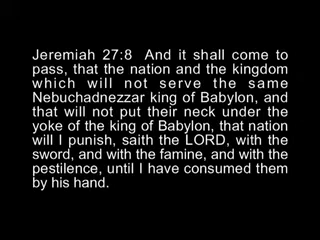 Jeremiah 27:8 And it shall come to
pass, that the nation and the kingdom
which will not serve the same
Nebuchadnezzar king of Babylon, and
that will not put their neck under the
yoke of the king of Babylon, that nation
will I punish, saith the LORD, with the
sword, and with the famine, and with the
pestilence, until I have consumed them
by his hand.